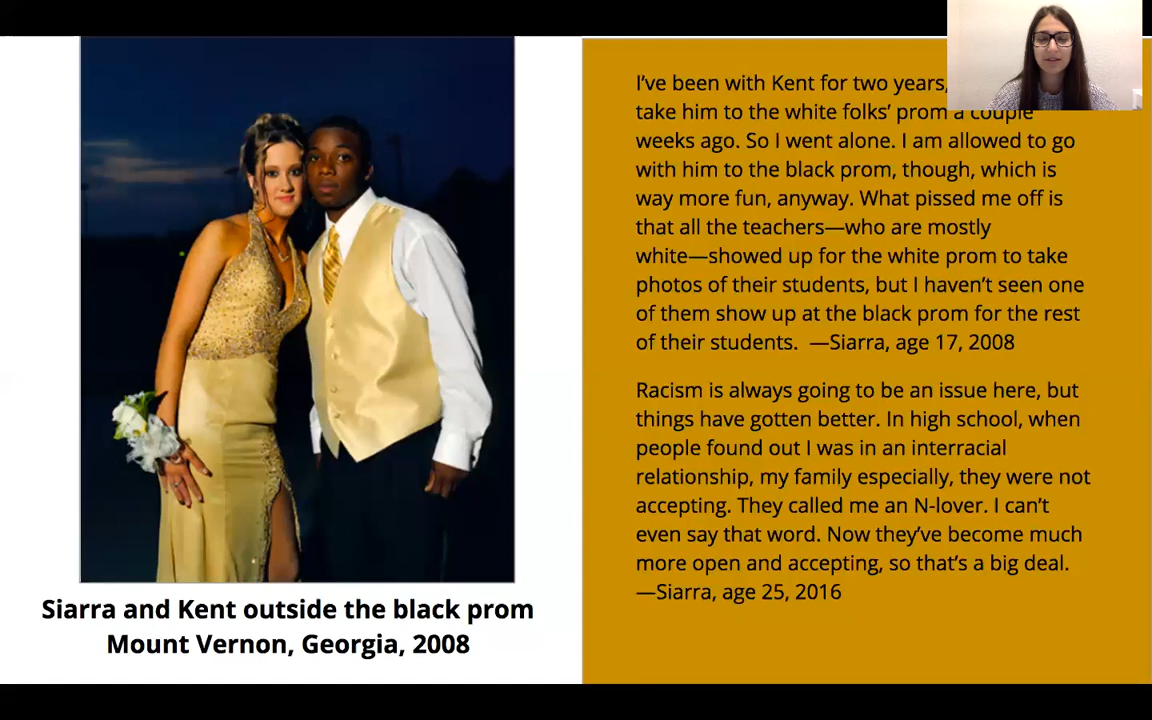 Siarra and Kent outside the black prom
Mount Vernon, Georgia, 2008
I’ve been with Kent for two years,
take him to the white folks’ prom a couple
weeks ago. So I went alone. I am allowed to go
with him to the black prom, though, which is
way more fun, anyway. What pissed me off is
that all the teachers—who are mostly
white—showed up for the white prom to take
photos of their students, but I haven’t seen one
of them show up at the black prom for the rest
of their students. —Siarra, age 17, 2008
Racism is always going to be an issue here, but
things have gotten better. In high school, when
people found out I was in an interracial
relationship, my family especially, they were not
accepting. They called me an N-lover. I can’t
even say that word. Now they’ve become much
more open and accepting, so that’s a big deal.
—Siarra, age 25, 2016